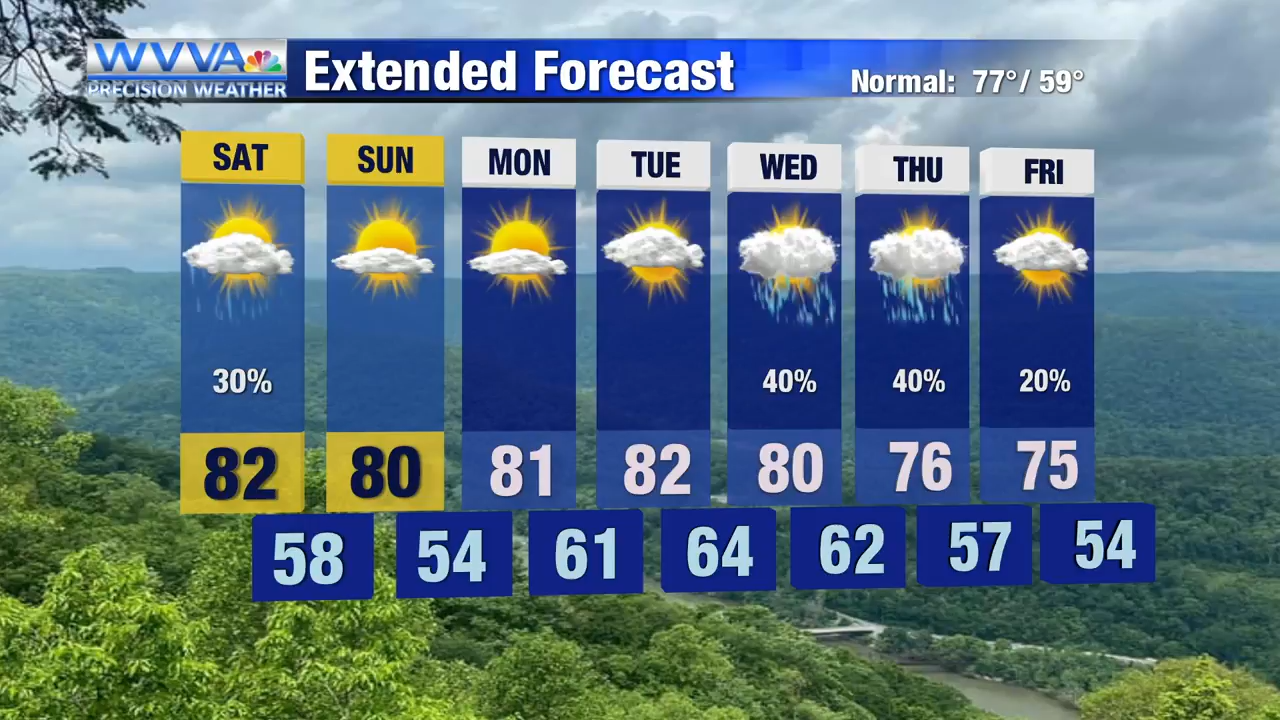 WVVA
PRECISION WEATHER
Extended Forecast
Normal: 77°/ 59°
SAT SUN MON TUE WED THU FRI
30% 40% 40% 20%
82 80 81 82 80 76 75
58 54 61 64 62 57 54